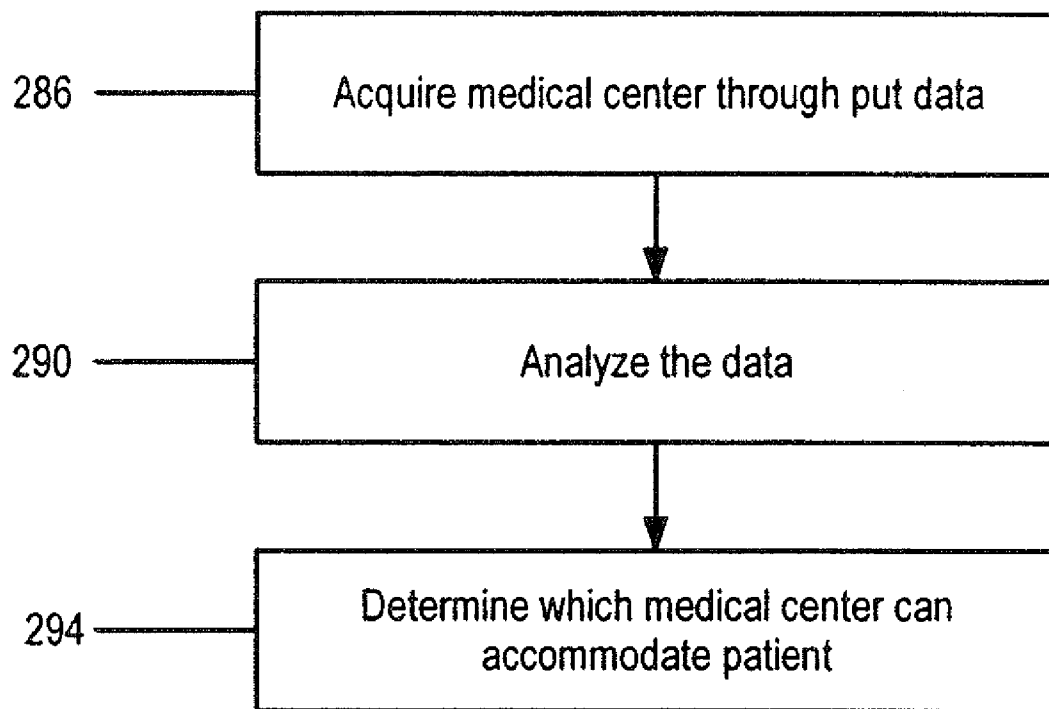 286
Acquire medical center through put data
290
Analyze the data
294
Determine which medical center can
accommodate patient